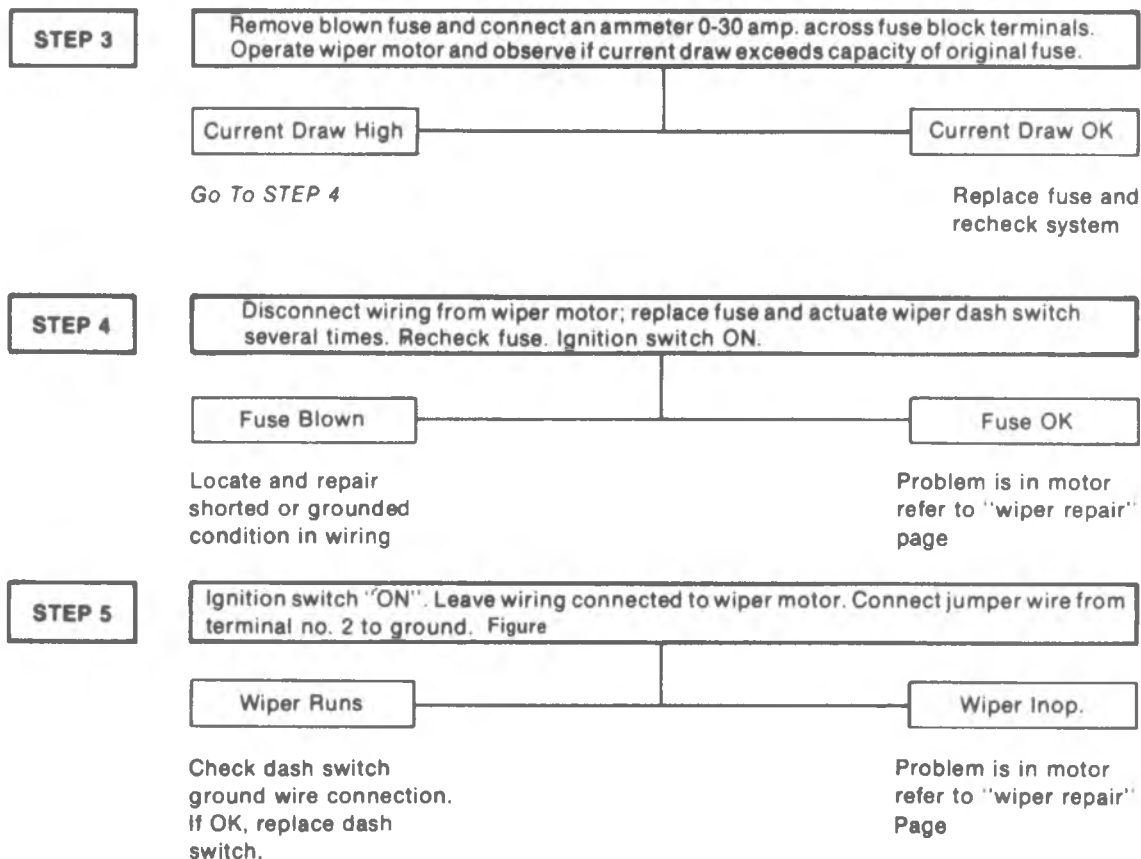 STEP 3
Remove blown fuse and connect an ammeter 0-30 amp. across fuse block terminals.
Operate wiper motor and observe if current draw exceeds capacity of original fuse.
Current Draw High
Current Draw OK
Go To STEP 4
Replace fuse and
recheck system
STEP 4
Disconnect wiring from wiper motor; replace fuse and actuate wiper dash switch
several times. Recheck fuse. Ignition switch ON.
Fuse Blown
Fuse OK
Locate and repair
shorted or grounded
condition in wiring
Problem is in motor
refer to "wiper repair"
page
STEP 5
Ignition switch "ON". Leave wiring connected to wiper motor. Connect jumper wire from
terminal no. 2 to ground. Figure
Wiper Runs
Wiper Inop.
Check dash switch
ground wire connection.
If OK, replace dash
switch.
Problem is in motor
refer to "wiper repair"
Page